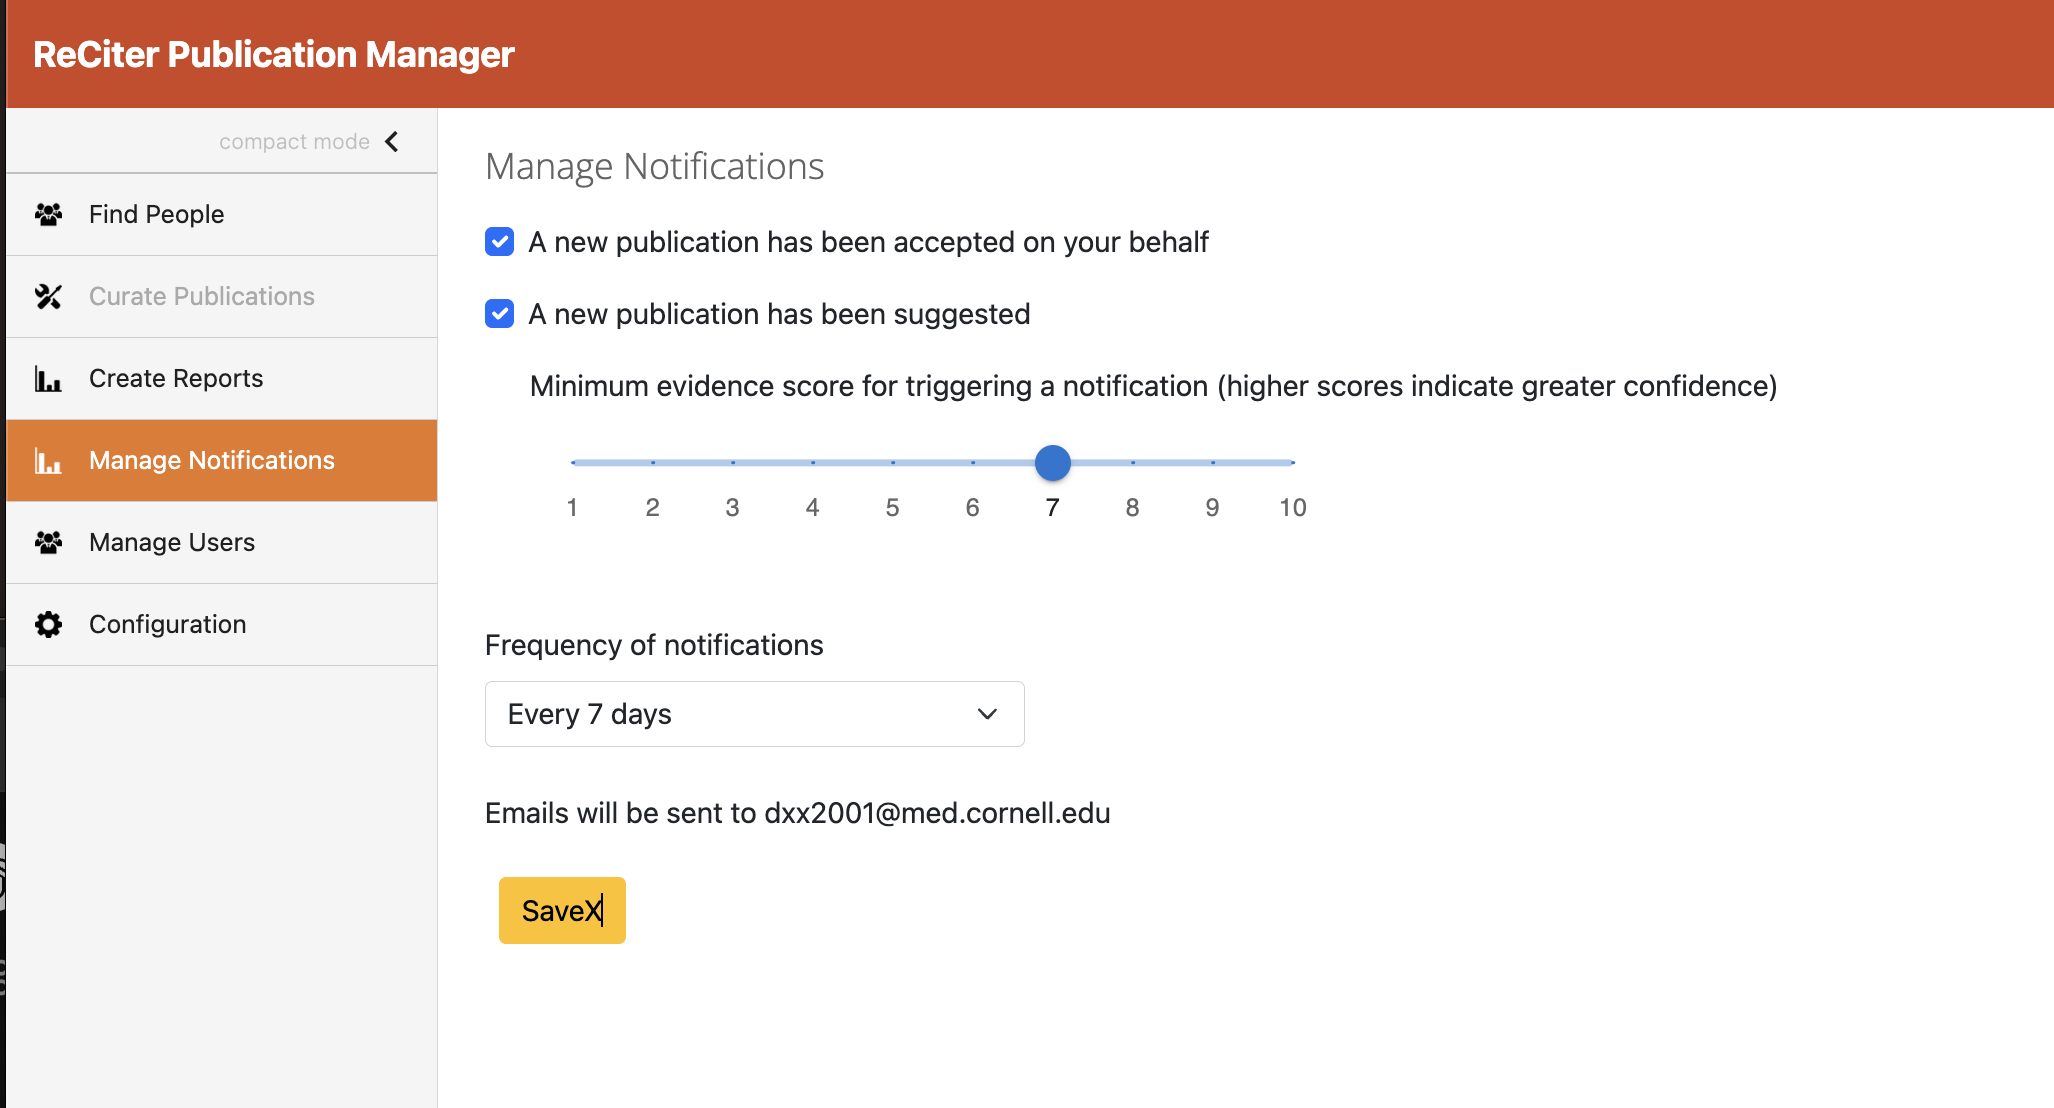 ReCiter Publication Manager
compact mode
Find People
Curate Publications
Create Reports
Manage Notifications
Manage Users
Configuration
Manage Notifications
A new publication has been accepted on your behalf
A new publication has been suggested
Minimum evidence score for triggering a notification (higher scores indicate greater confidence)
1 2 3 4 5 6 7 8 9 10
Frequency of notifications
Every 7 days
Emails will be sent to dxx2001@med.cornell.edu
SaveX